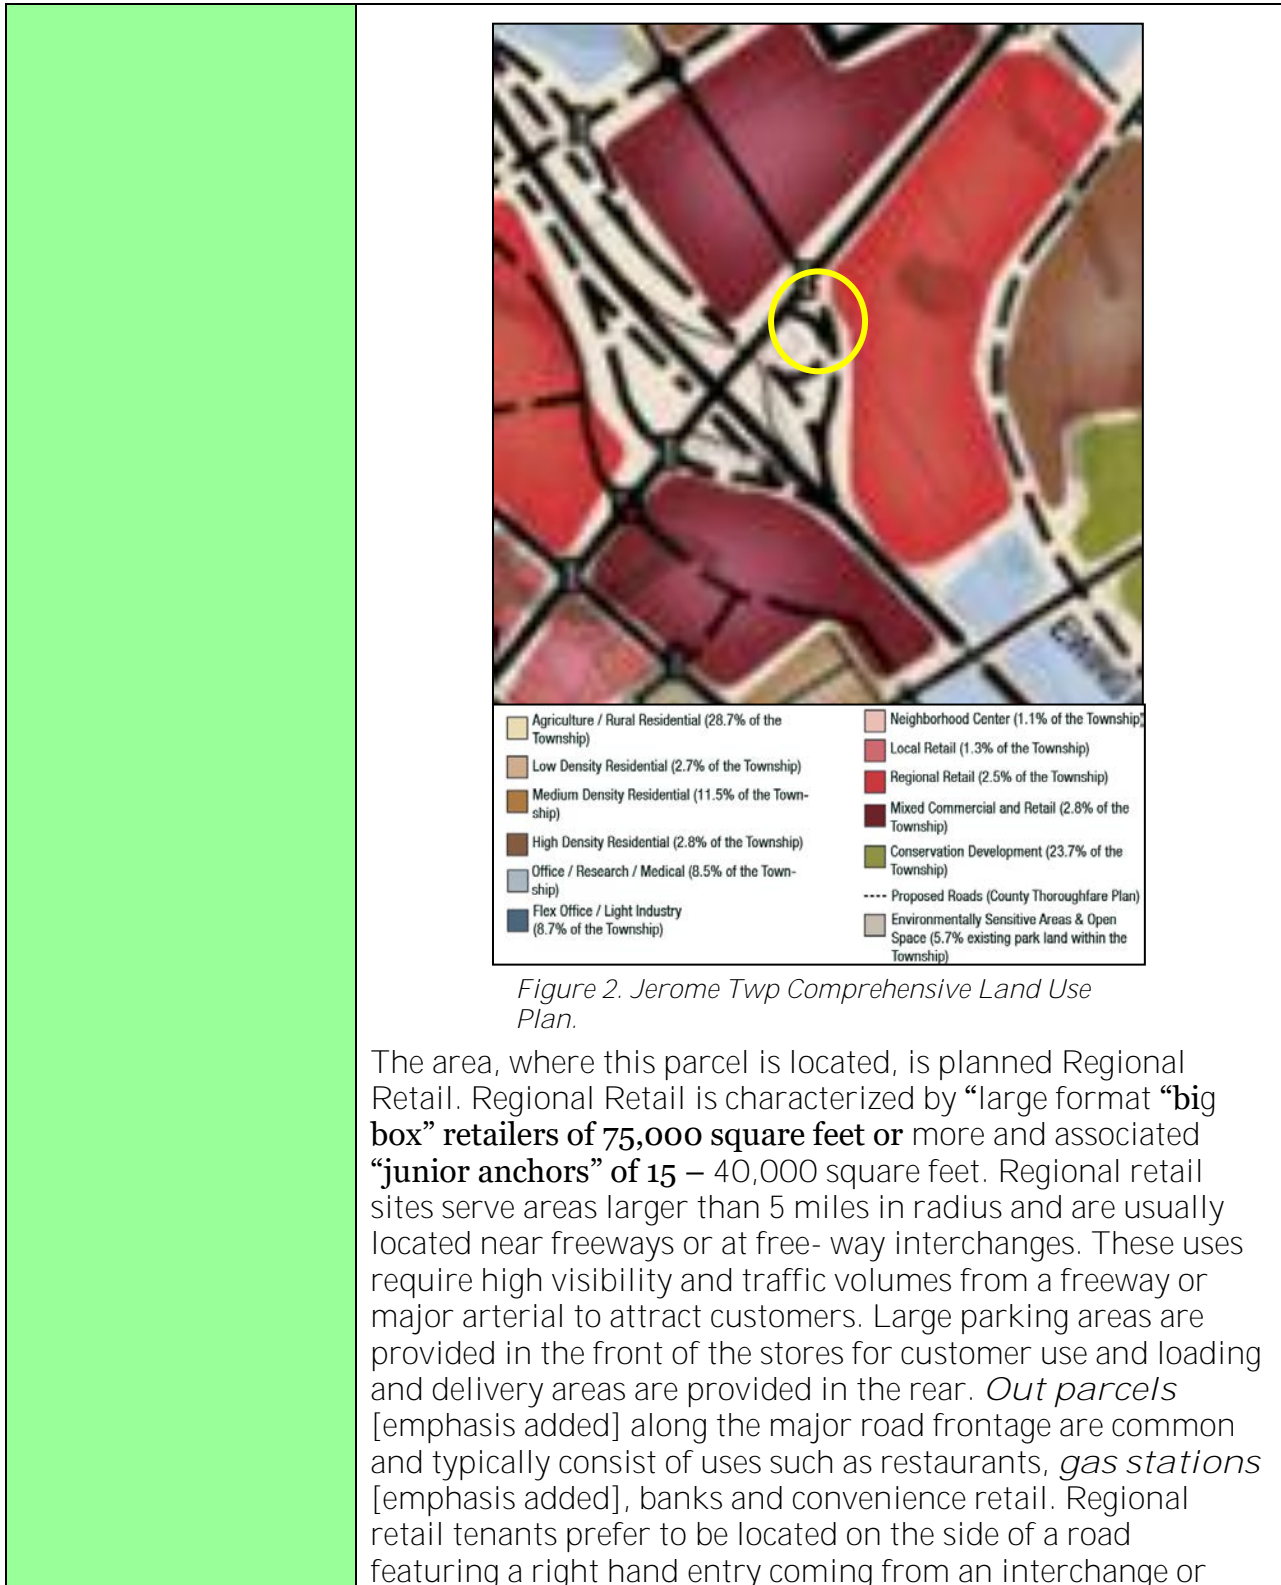 EWING
Agriculture / Rural Residential (28.7% of the
Township)
Low Density Residential (2.7% of the Township)
Medium Density Residential (11.5% of the Town-
ship)
High Density Residential (2.8% of the Township)
Office / Research / Medical (8.5% of the Town-
ship)
Flex Office / Light Industry
(8.7% of the Township)
Neighborhood Center (1.1% of the Township)
Local Retail (1.3% of the Township)
Regional Retail (2.5% of the Township)
Mixed Commercial and Retail (2.8% of the
Township)
Conservation Development (23.7% of the
Township)
Proposed Roads (County Thoroughfare Plan)
Environmentally Sensitive Areas & Open
Space (5.7% existing park land within the
Township)
Figure 2. Jerome Twp Comprehensive Land Use
Plan.
The area, where this parcel is located, is planned Regional
Retail. Regional Retail is characterized by “large format “big
box” retailers of 75,000 square feet or more and associated
“junior anchors” of 15 – 40,000 square feet. Regional retail
sites serve areas larger than 5 miles in radius and are usually
located near freeways or at free- way interchanges. These uses
require high visibility and traffic volumes from a freeway or
major arterial to attract customers. Large parking areas are
provided in the front of the stores for customer use and loading
and delivery areas are provided in the rear. Out parcels
[emphasis added] along the major road frontage are common
and typically consist of uses such as restaurants, gas stations
[emphasis added], banks and convenience retail. Regional
retail tenants prefer to be located on the side of a road
featuring a right hand entry coming from an interchange or